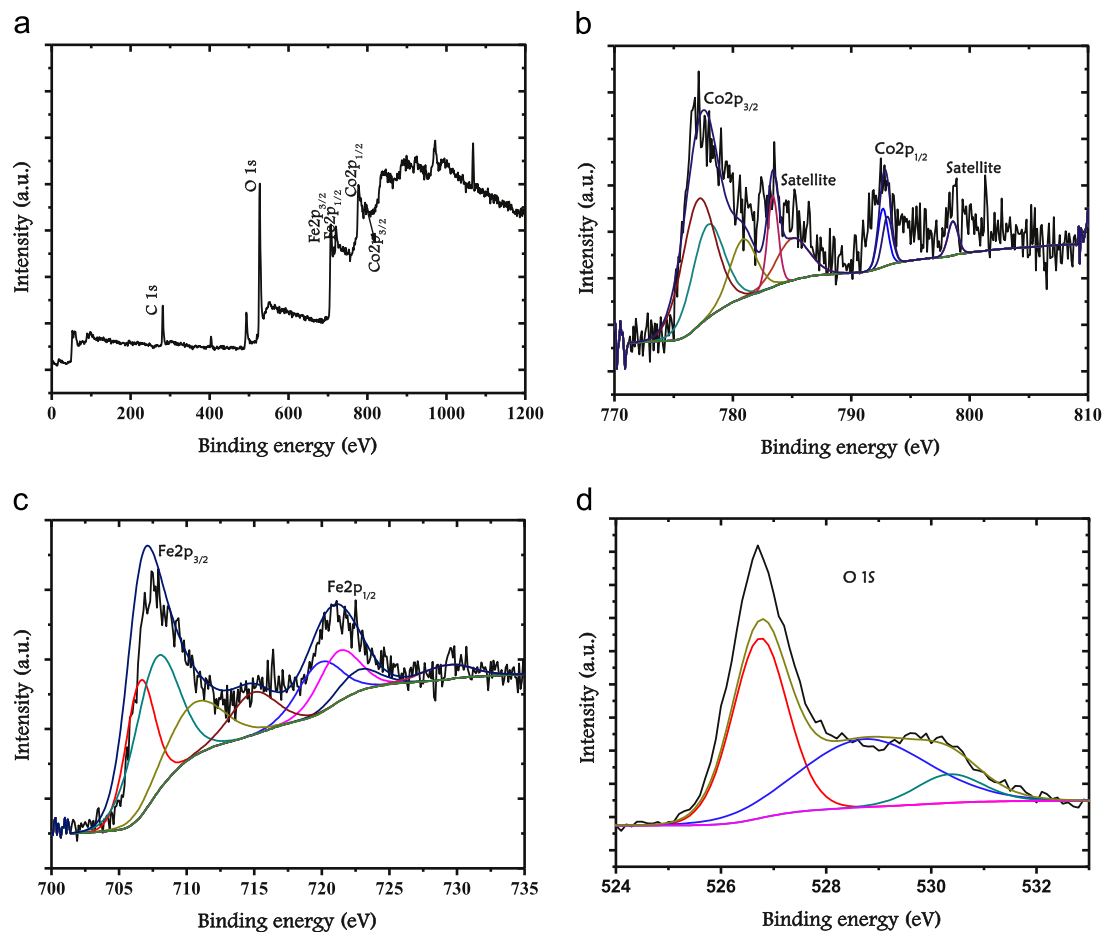 a
Intensity (a.u.)
C 1s
O 1s
Fe2p3/2
Fe2p1/2
Co2p1/2
Co2p3/2
0 200 400 600 800 1000 1200
Binding energy (eV)
b
Intensity (a.u.)
Co2p3/2
Satellite
Co2p1/2
Satellite
770 780 790 800 810
Binding energy (eV)
c
Intensity (a.u.)
Fe2p3/2
Fe2p1/2
700 705 710 715 720 725 730 735
Binding energy (eV)
d
Intensity (a.u.)
O 1S
524 526 528 530 532
Binding energy (eV)